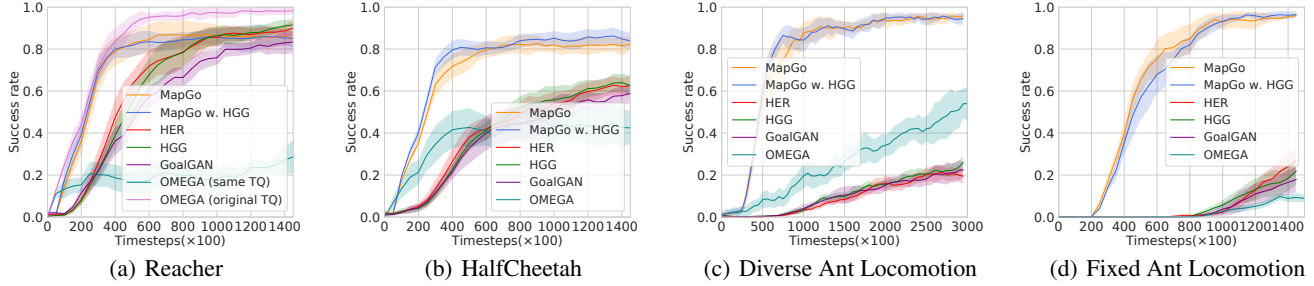 Success rate
1.0
0.8
0.6
0.4
0.2
0.0
MapGo
MapGo w. HGG
HER
HGG
GoalGAN
OMEGA (same TQ)
OMEGA (original TQ)
0 200 400 600 800 1000 1200 1400
Timesteps(×100)
(a) Reacher
Success rate
1.0
0.8
0.6
0.4
0.2
0.0
MapGo
MapGo w. HGG
HER
HGG
GoalGAN
OMEGA
0 200 400 600 800 1000 1200 1400
Timesteps(×100)
(b) HalfCheetah
Success rate
1.0
0.8
0.6
0.4
0.2
0.0
MapGo
MapGo w. HGG
HER
HGG
GoalGAN
OMEGA
0 500 1000 1500 2000 2500 3000
Timesteps(×100)
(c) Diverse Ant Locomotion
Success rate
1.0
0.8
0.6
0.4
0.2
0.0
MapGo
MapGo w. HGG
HER
HGG
GoalGAN
OMEGA
0 200 400 600 800 1000 1200 1400
Timesteps(×100)
(d) Fixed Ant Locomotion